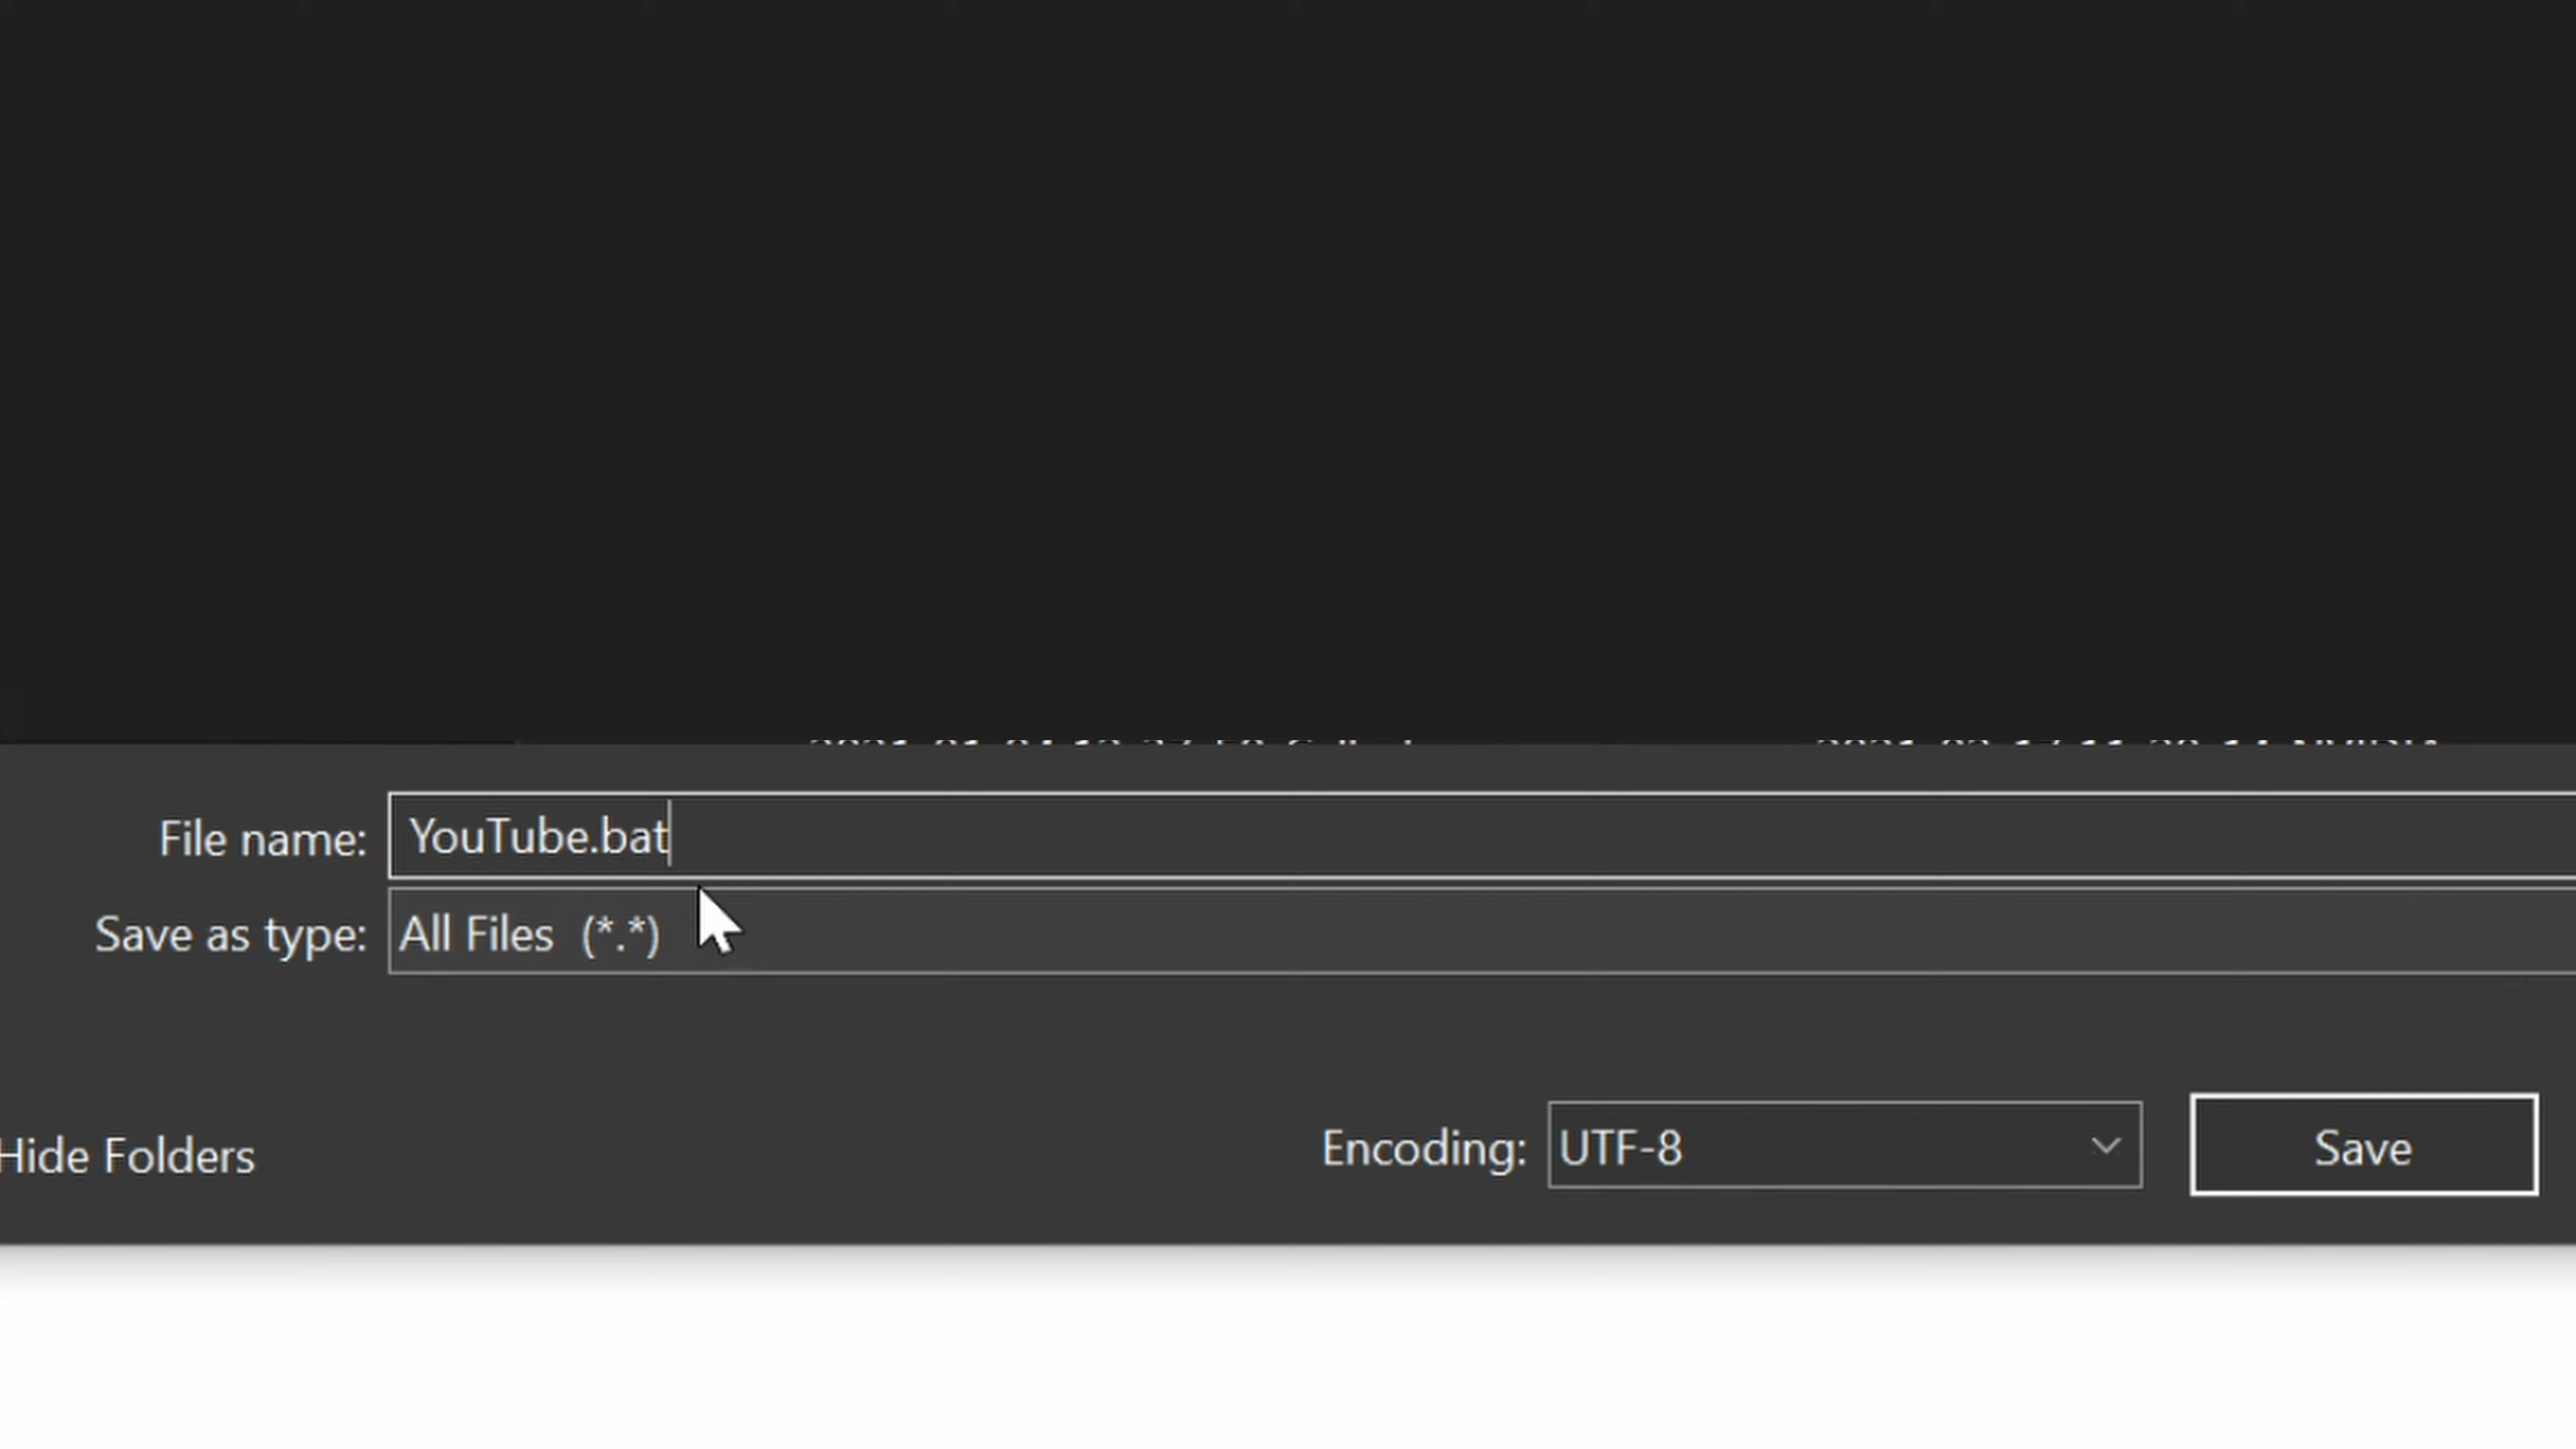 File name: YouTube.bat
Save as type: All Files (*.*)
Hide Folders
Encoding: UTF-8
Save